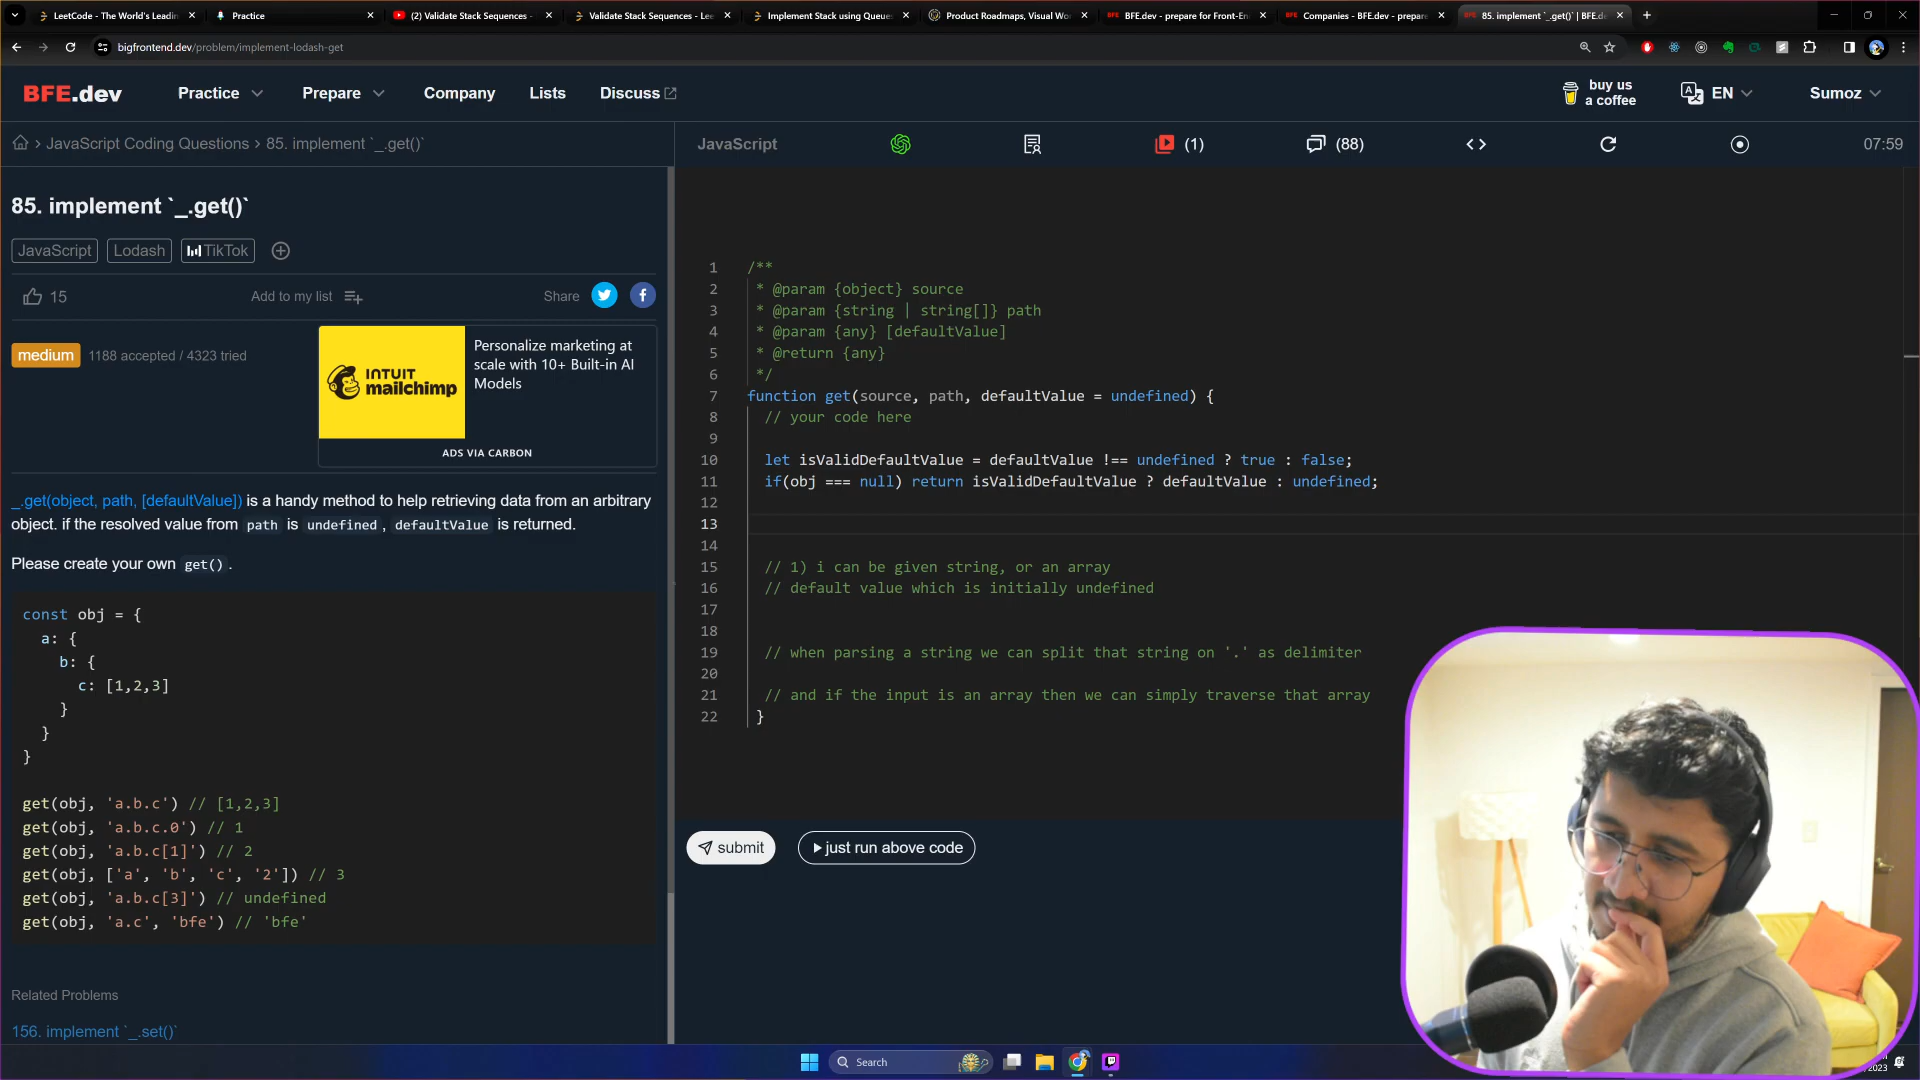 LeetCode - The World's Leadin
Practice
(2) Validate Stack Sequences -
Validate Stack Sequences - Lee
Implement Stack using Queues
Product Roadmaps, Visual Wor
BFE.dev - prepare for Front-En
Companies - BFE.dev - prepare
85. implement `_.get()` | BFE.de
bigfrontend.dev/problem/implement-lodash-get
BFE.dev
Practice
Prepare
Company
Lists
Discuss
buy us
a coffee
EN
Sumoz
JavaScript Coding Questions > 85. implement `_.get()`
JavaScript
(1)
(88)
07:59
85. implement `_.get()`
JavaScript
Lodash
TikTok
15
Add to my list
Share
medium
1188 accepted / 4323 tried
INTUIT
mailchimp
Personalize marketing at
scale with 10+ Built-in AI
Models
ADS VIA CARBON
_.get(object, path, [defaultValue]) is a handy method to help retrieving data from an arbitrary
object. if the resolved value from path is undefined, defaultValue is returned.
Please create your own get().
const obj = {
a: {
b: {
c: [1,2,3]
}
}
}
get(obj, 'a.b.c') // [1,2,3]
get(obj, 'a.b.c.0') // 1
get(obj, 'a.b.c[1]') // 2
get(obj, ['a', 'b', 'c', '2']) // 3
get(obj, 'a.b.c[3]') // undefined
get(obj, 'a.c', 'bfe') // 'bfe'
Related Problems
156. implement `_.set()`
1 /**
2 * @param {object} source
3 * @param {string | string[]} path
4 * @param {any} [defaultValue]
5 * @return {any}
6 */
7 function get(source, path, defaultValue = undefined) {
8 // your code here
9
10 let isValidDefaultValue = defaultValue !== undefined ? true : false;
11 if(obj === null) return isValidDefaultValue ? defaultValue : undefined;
12
13
14
15 // 1) i can be given string, or an array
16 // default value which is initially undefined
17
18
19 // when parsing a string we can split that string on '.' as delimiter
20
21 // and if the input is an array then we can simply traverse that array
22 }
submit
just run above code
Search